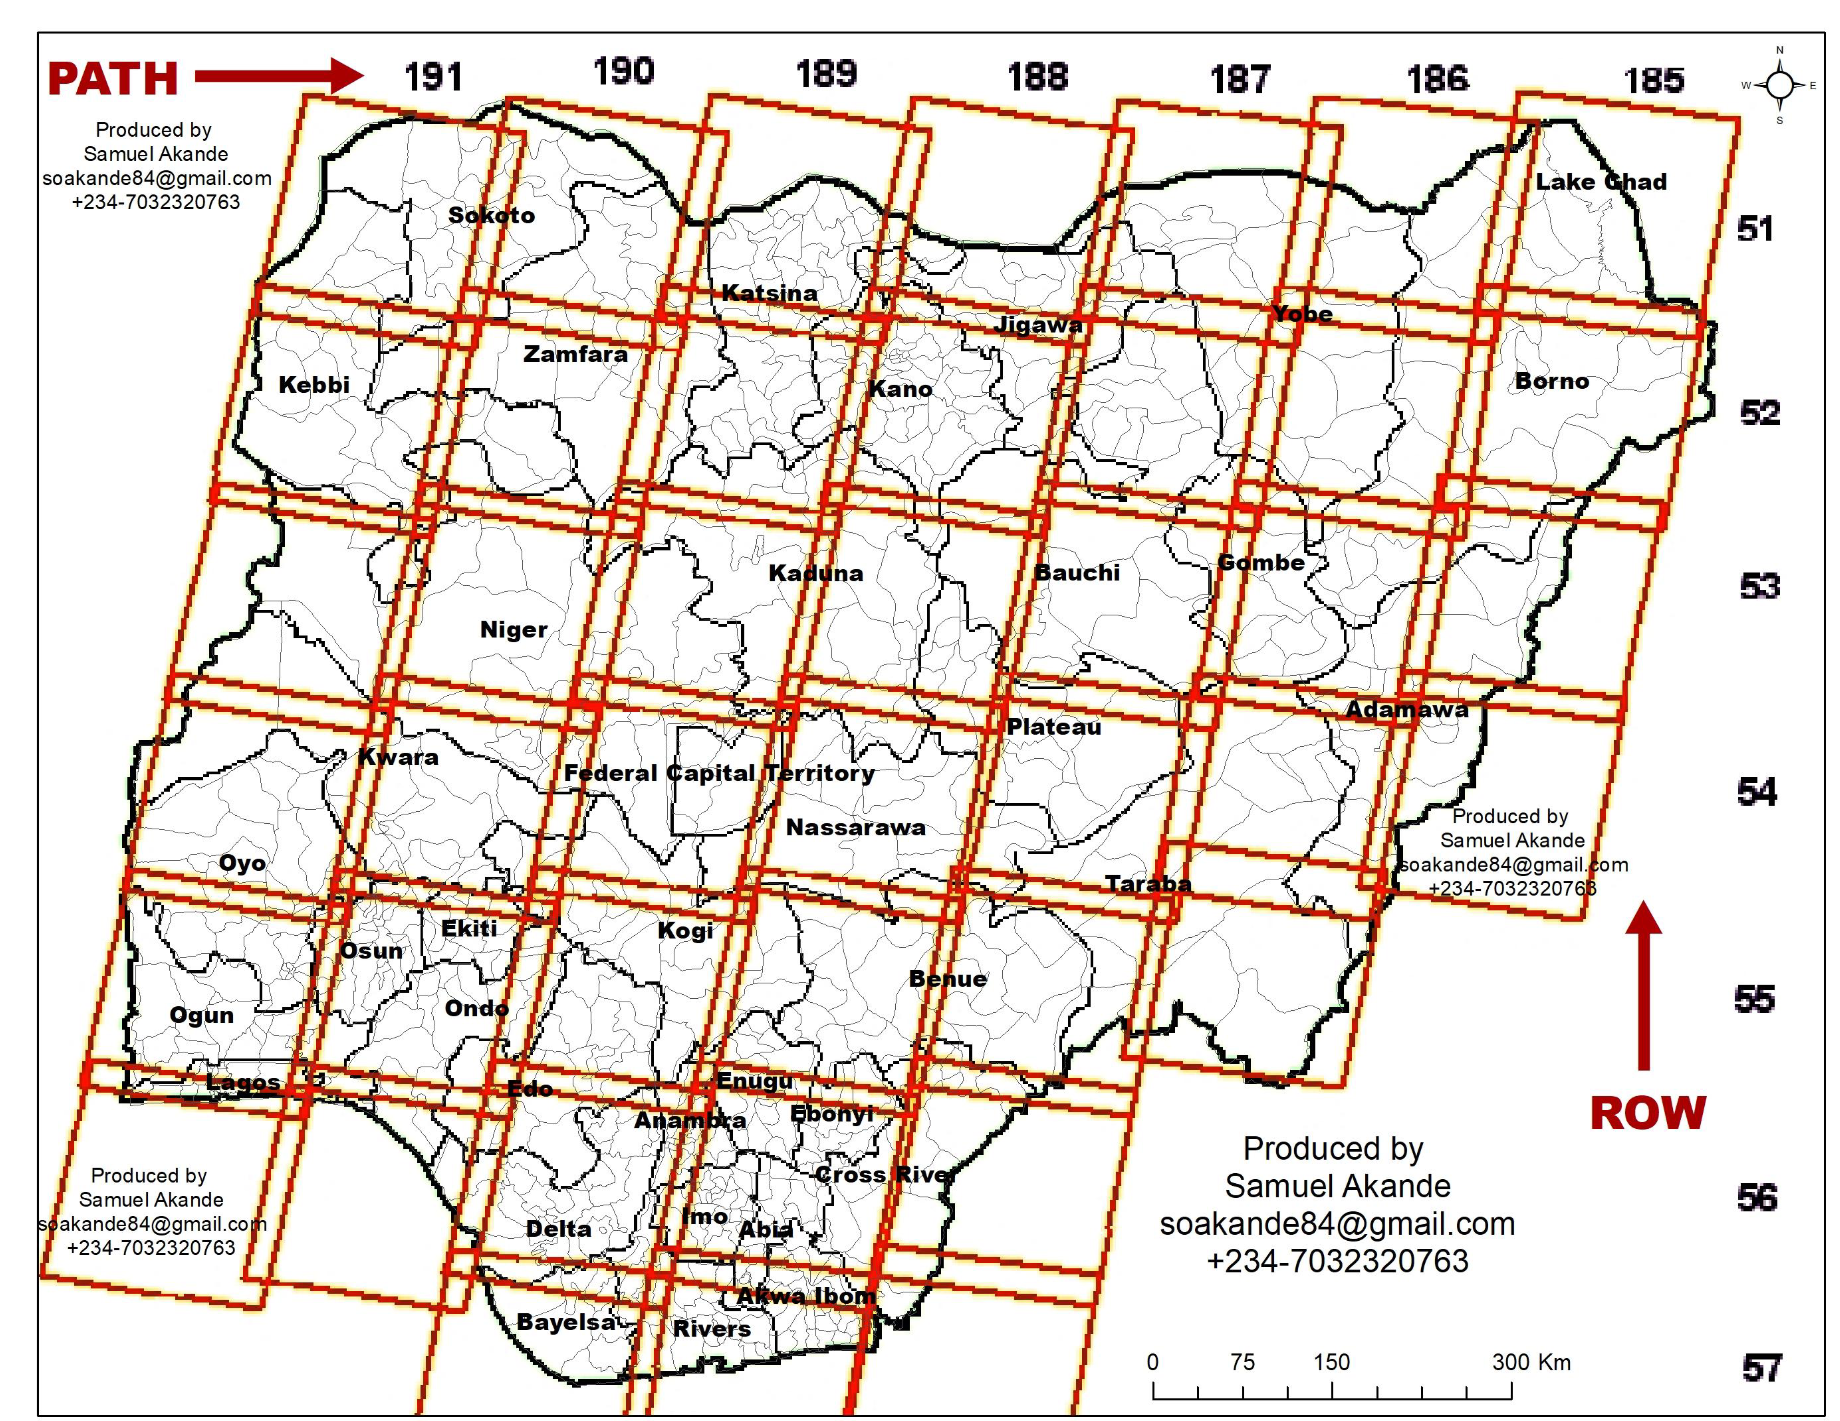 PATH
191 190 189 188 187 186 185
N
W E
S
Produced by
Samuel Akande
soakande84@gmail.com
+234-7032320763
Lake Chad
Sokoto
51
Katsina
Yobe
Jigawa
Zamfara
Kebbi
Kano
Borno
52
Gombe
Kaduna
Bauchi
53
Niger
Adamawa
Plateau
Kwara
Federal Capital Territory
54
Nassarawa
Produced by
Samuel Akande
soakande84@gmail.com
+234-7032320763
Oyo
Taraba
Ekiti
Kogi
Osun
Benue
55
Ogun
Ondo
Lagos
Edo
Enugu
Anambra
Ebonyi
ROW
Produced by
Samuel Akande
soakande84@gmail.com
+234-7032320763
Cross Rive
Produced by
Samuel Akande
soakande84@gmail.com
+234-7032320763
56
Imo
Abia
Delta
Akwa Ibom
Bayelsa
Rivers
0 75 150 300 Km
57